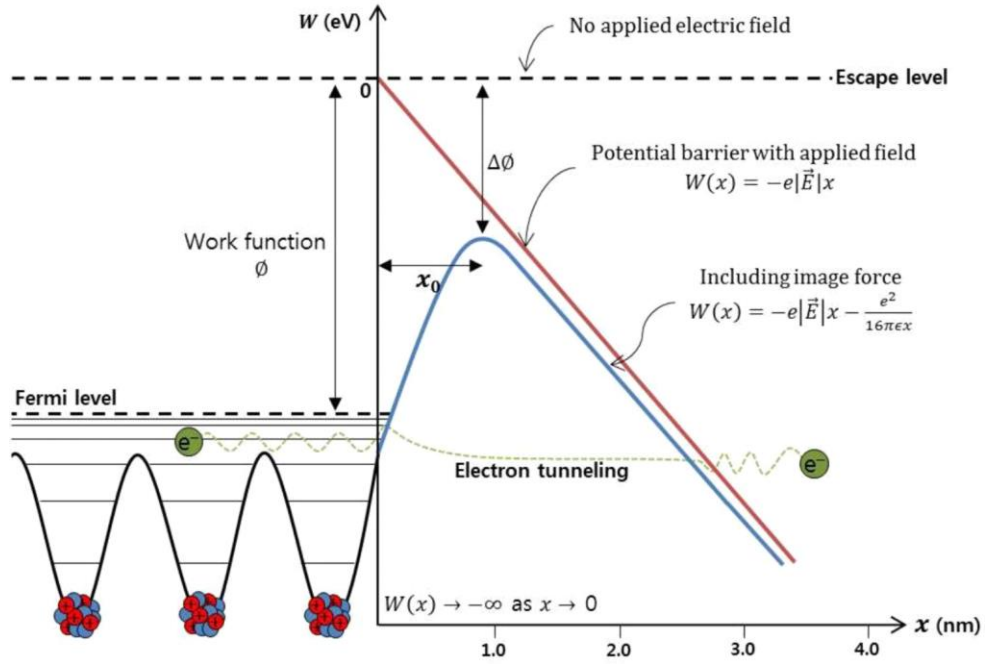 W (eV)
No applied electric field
0
Escape level
Δ∅
Potential barrier with applied field
W(x) = −e|E⃗|x
Work function
∅
x₀
Including image force
W(x) = −e|E⃗|x − e²/16πϵx
Fermi level
e⁻
e⁻
Electron tunneling
W(x) → −∞ as x → 0
+ + + + + + + + +
x (nm)
1.0 2.0 3.0 4.0